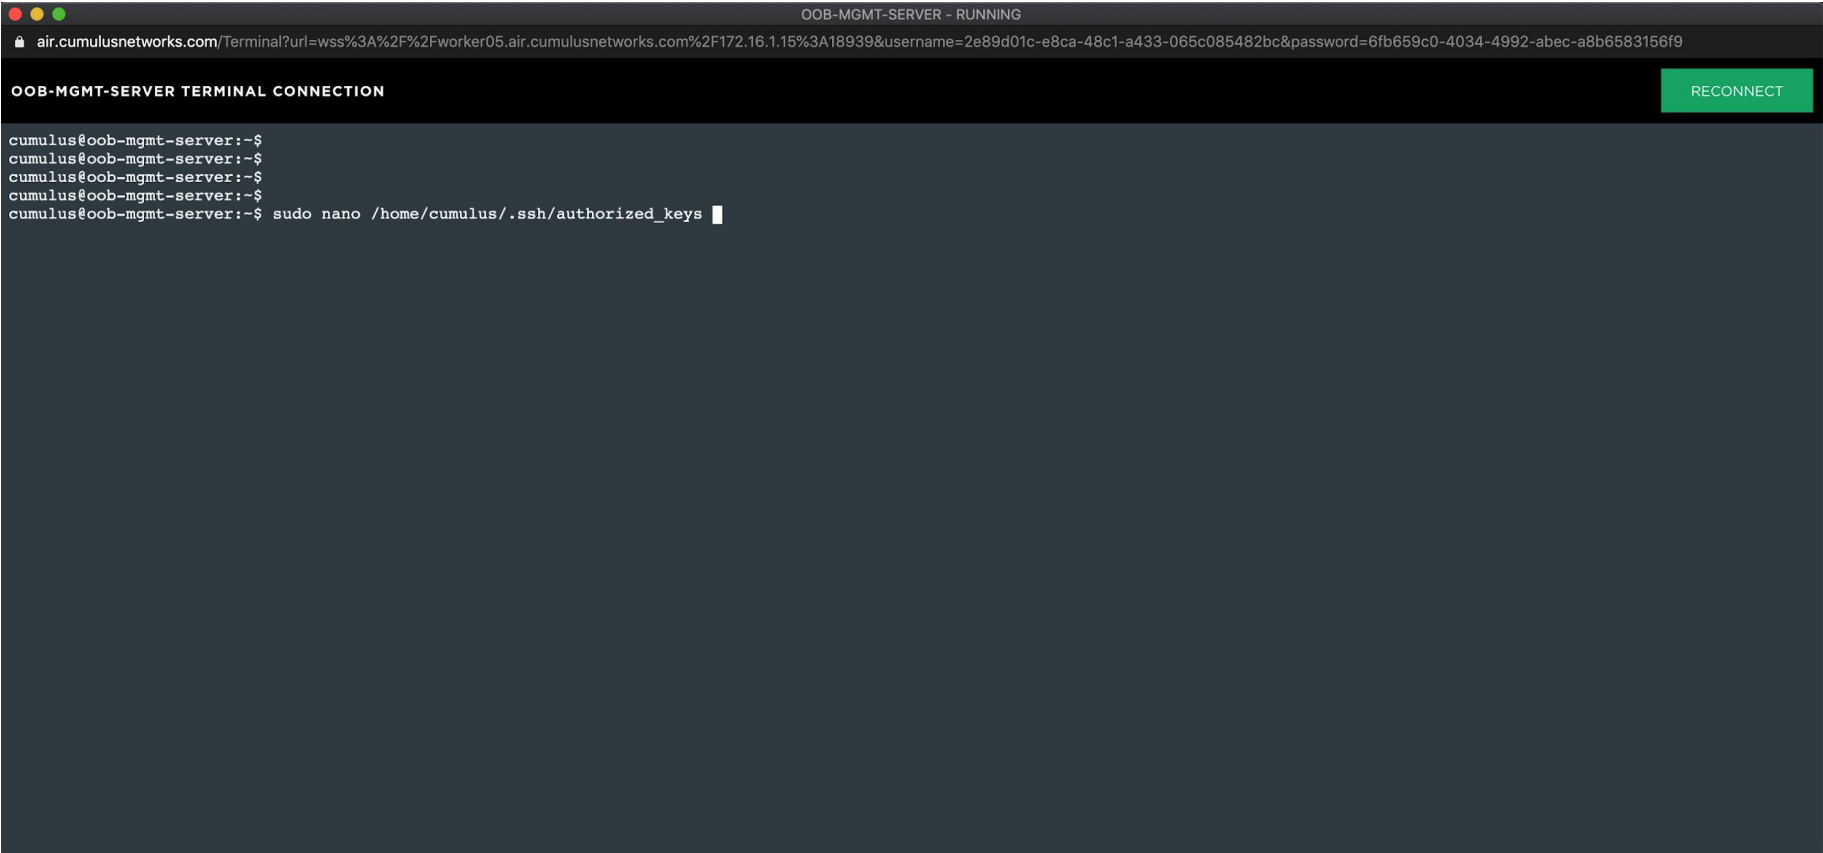 OOB-MGMT-SERVER - RUNNING
air.cumulusnetworks.com/Terminal?url=wss%3A%2F%2Fworker05.air.cumulusnetworks.com%2F172.16.1.15%3A18939&username=2e89d01c-e8ca-48c1-a433-065c085482bc&password=6fb659c0-4034-4992-abec-a8b6583156f9
OOB-MGMT-SERVER TERMINAL CONNECTION
RECONNECT
cumulus@oob-mgmt-server:~$
cumulus@oob-mgmt-server:~$
cumulus@oob-mgmt-server:~$
cumulus@oob-mgmt-server:~$
cumulus@oob-mgmt-server:~$ sudo nano /home/cumulus/.ssh/authorized_keys